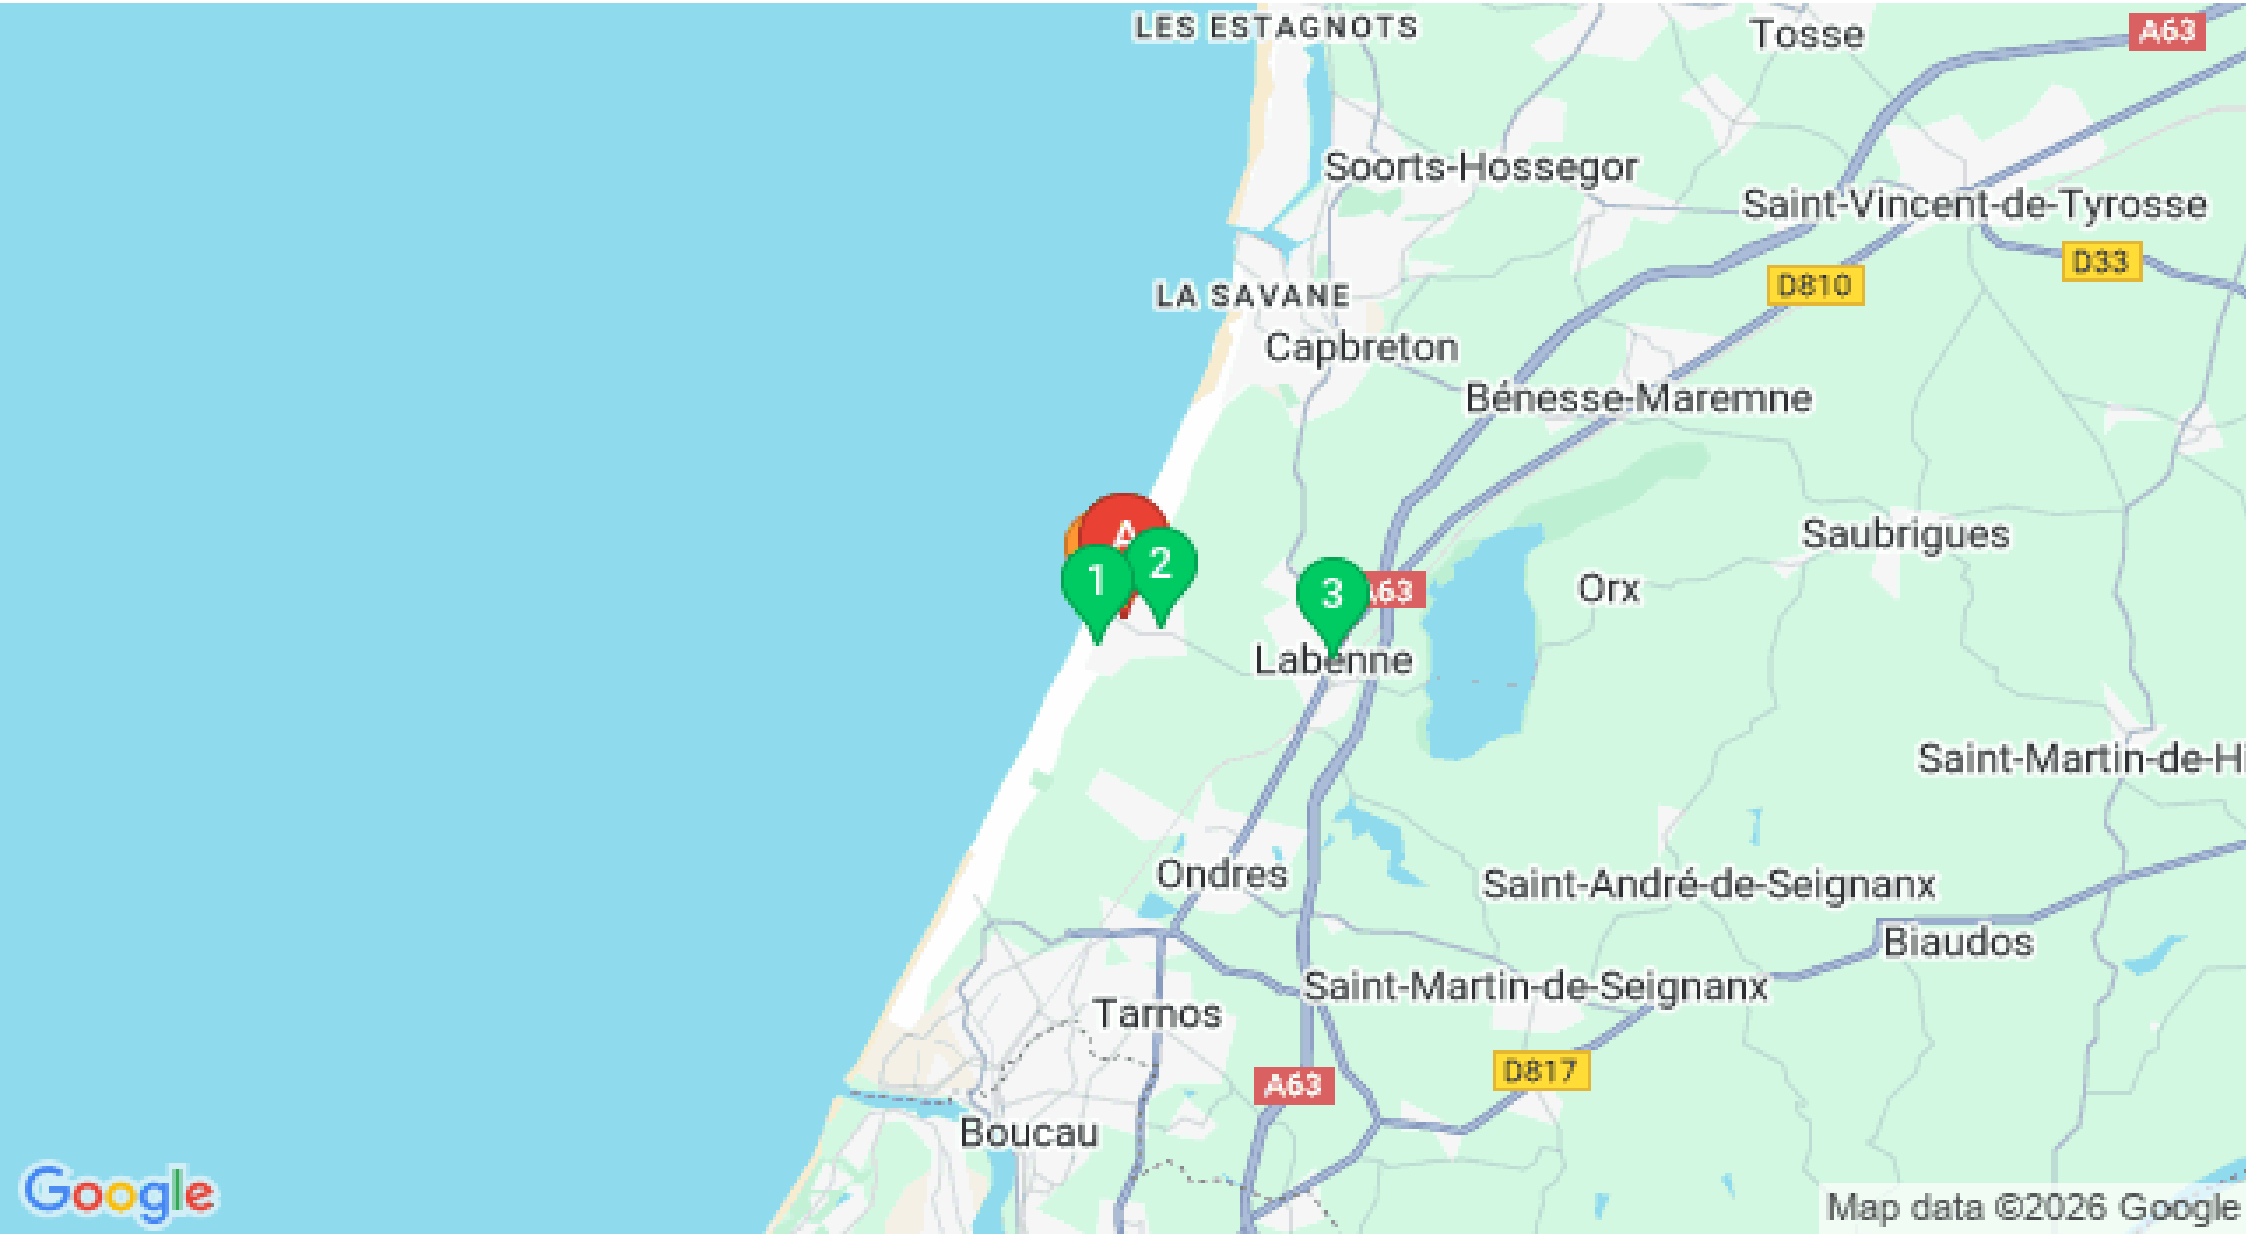 LES ESTAGNOTS
Tosse
A63
Soorts-Hossegor
Saint-Vincent-de-Tyrosse
D33
D810
LA SAVANE
Capbreton
Bénesse-Maremne
A
2
1
3
A63
Saubrigues
Orx
Labenne
Saint-Martin-de-Hi
Ondres
Saint-André-de-Seignanx
Biaudos
Saint-Martin-de-Seignanx
Tarnos
D817
A63
Boucau
Google
Map data ©2026 Google